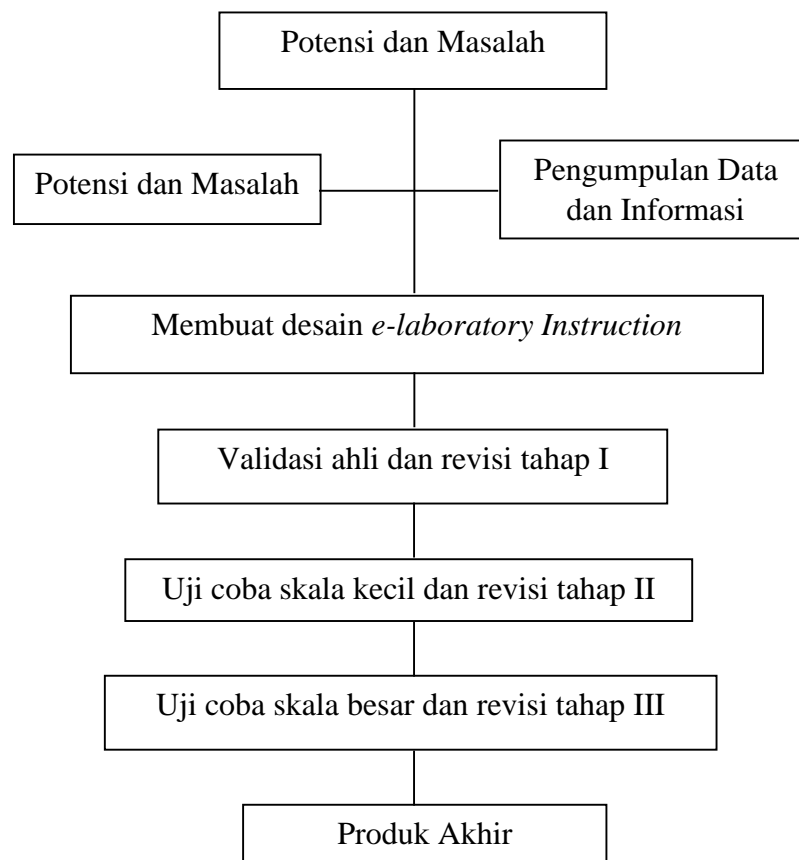 Potensi dan Masalah
Potensi dan Masalah
Pengumpulan Data
dan Informasi
Membuat desain e-laboratory Instruction
Validasi ahli dan revisi tahap I
Uji coba skala kecil dan revisi tahap II
Uji coba skala besar dan revisi tahap III
Produk Akhir